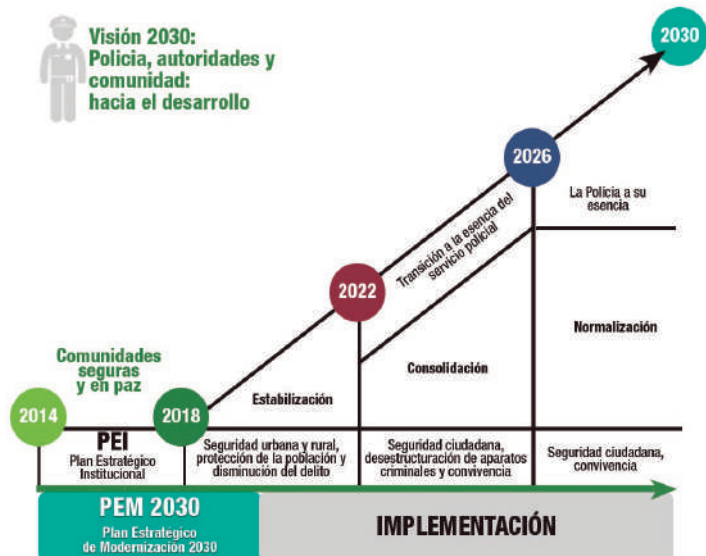 Visión 2030:
Policia, autoridades y
comunidad:
hacia el desarrollo
2030
2026
La Policía a su
esencia
Transición a la esencia del
servicio policial
2022
Normalización
Consolidación
Comunidades
seguras
y en paz
Estabilización
2014
2018
PEI
Plan Estratégico
Institucional
Seguridad urbana y rural,
protección de la población y
disminución del delito
Seguridad ciudadana,
desestructuración de aparatos
criminales y convivencia
Seguridad ciudadana,
convivencia
PEM 2030
Plan Estratégico
de Modernización 2030
IMPLEMENTACIÓN